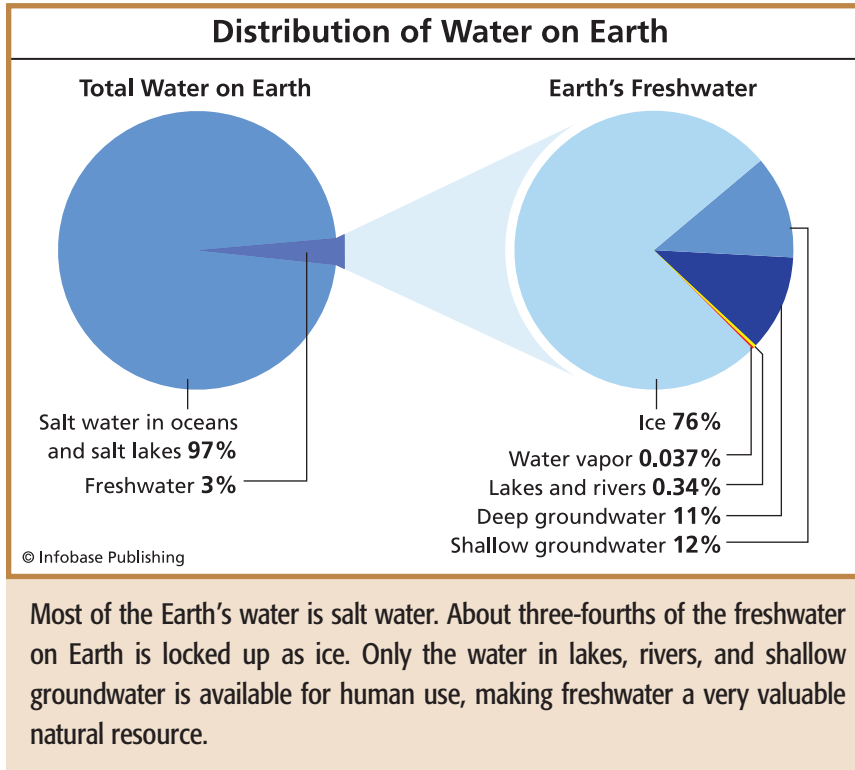 Distribution of Water on Earth
Total Water on Earth
Earth's Freshwater
Salt water in oceans
and salt lakes 97%
Freshwater 3%
Ice 76%
Water vapor 0.037%
Lakes and rivers 0.34%
Deep groundwater 11%
Shallow groundwater 12%
© Infobase Publishing
Most of the Earth's water is salt water. About three-fourths of the freshwater
on Earth is locked up as ice. Only the water in lakes, rivers, and shallow
groundwater is available for human use, making freshwater a very valuable
natural resource.